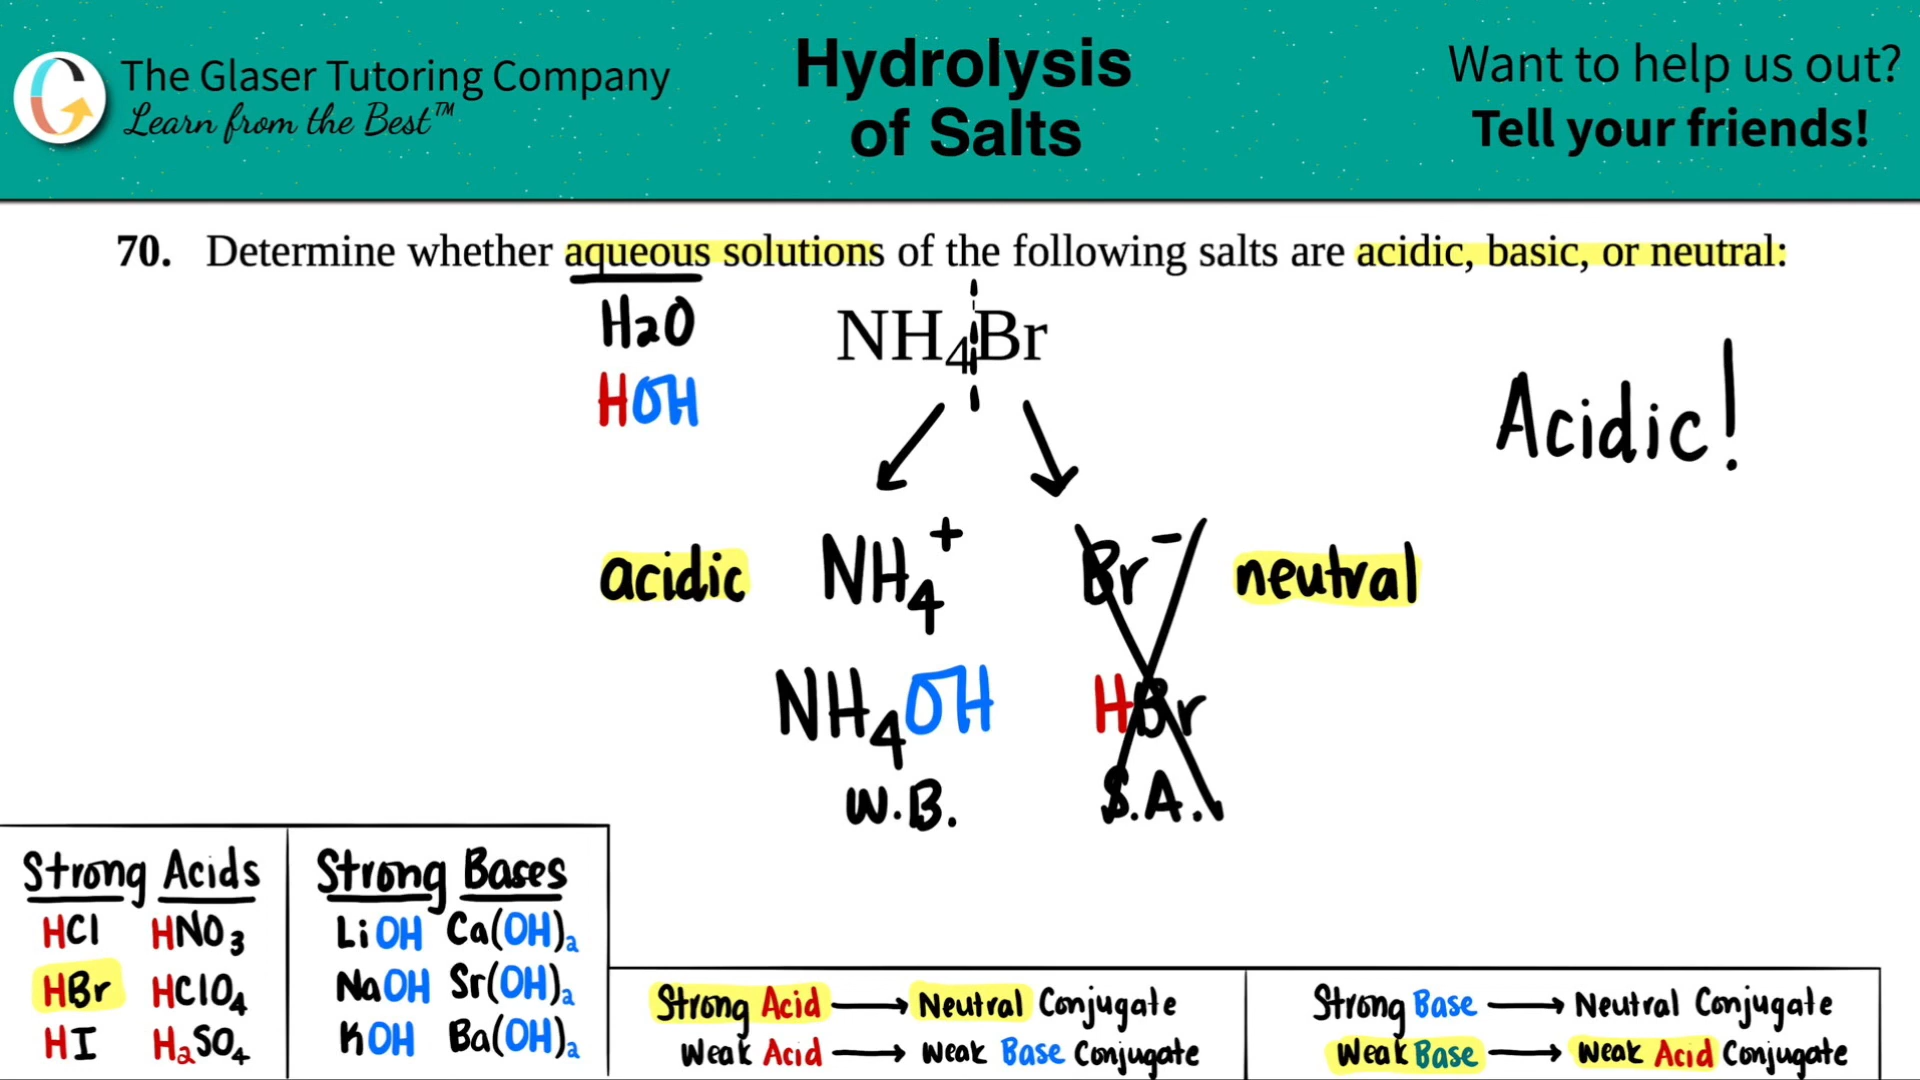 The Glaser Tutoring Company
Learn from the Best™
Hydrolysis
of Salts
Want to help us out?
Tell your friends!
70. Determine whether aqueous solutions of the following salts are acidic, basic, or neutral:
H₂O
HOH
NH₄Br
Acidic!
acidic NH₄⁺ Br⁻ neutral
NH₄OH HBr
W.B. S.A.
Strong Acids
HCl HNO₃
HBr HClO₄
HI H₂SO₄
Strong Bases
LiOH Ca(OH)₂
NaOH Sr(OH)₂
KOH Ba(OH)₂
Strong Acid → Neutral Conjugate
Weak Acid → Weak Base Conjugate
Strong Base → Neutral Conjugate
Weak Base → Weak Acid Conjugate